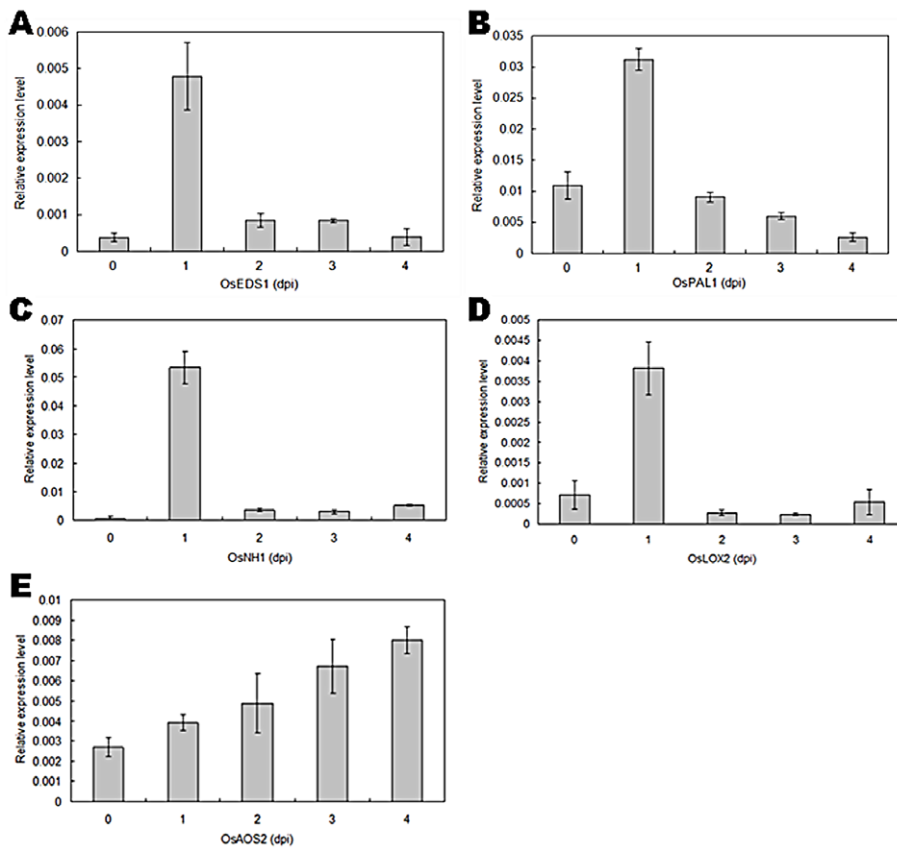 A
Relative expression level
0.006
0.005
0.004
0.003
0.002
0.001
0
0 1 2 3 4
OsEDS1 (dpi)
B
Relative expression level
0.035
0.03
0.025
0.02
0.015
0.01
0.005
0
0 1 2 3 4
OsPAL1 (dpi)
C
Relative expression level
0.07
0.06
0.05
0.04
0.03
0.02
0.01
0
0 1 2 3 4
OsNH1 (dpi)
D
Relative expression level
0.005
0.0045
0.004
0.0035
0.003
0.0025
0.002
0.0015
0.001
0.0005
0
0 1 2 3 4
OsLOX2 (dpi)
E
Relative expression level
0.01
0.009
0.008
0.007
0.006
0.005
0.004
0.003
0.002
0.001
0
0 1 2 3 4
OsAOS2 (dpi)